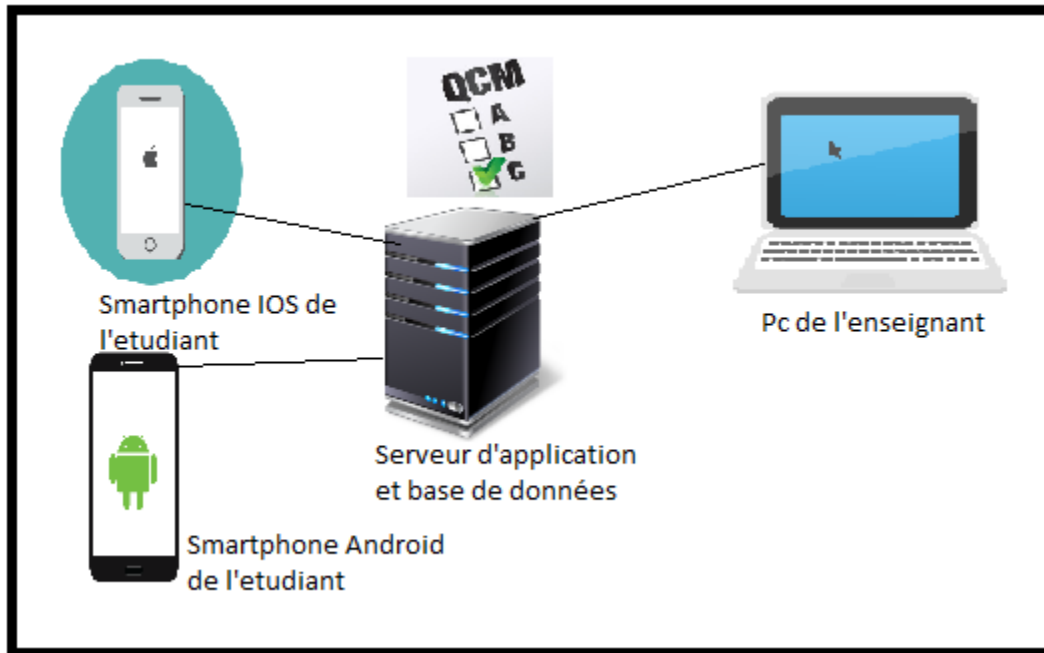 QCM
A
B
C
Smartphone IOS de
l'etudiant
Pc de l'enseignant
Serveur d'application
et base de données
Smartphone Android
de l'etudiant